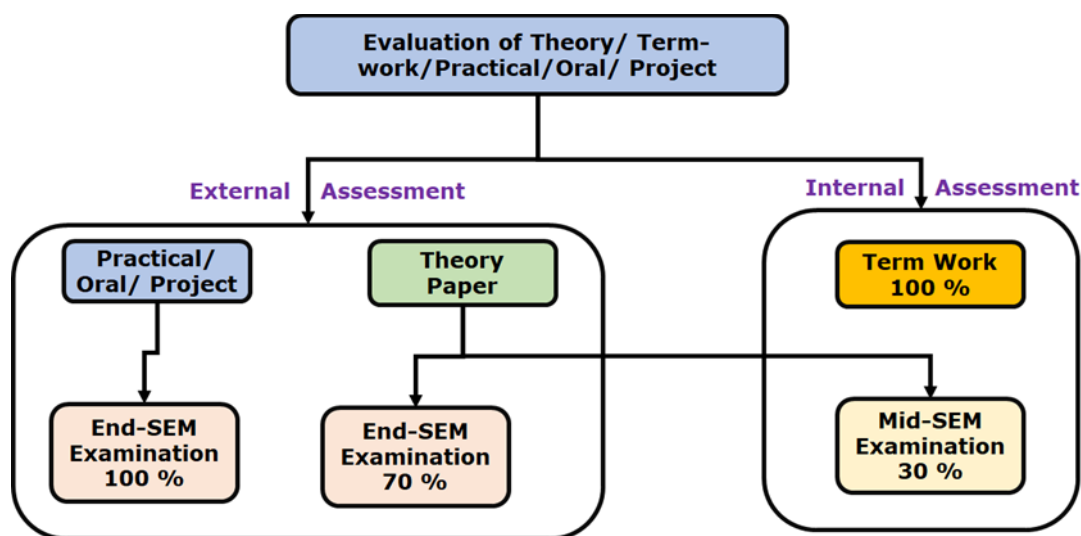 Evaluation of Theory/ Term-
work/Practical/Oral/ Project
External Assessment
Internal Assessment
Practical/
Oral/ Project
Theory
Paper
Term Work
100 %
End-SEM
Examination
100 %
End-SEM
Examination
70 %
Mid-SEM
Examination
30 %